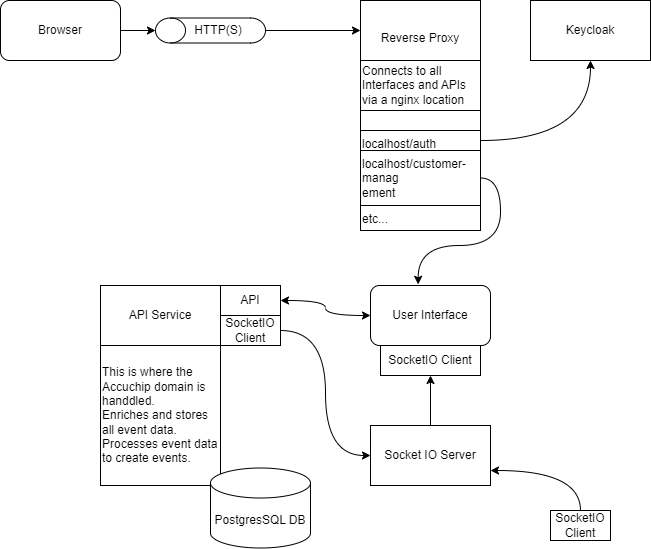 Browser
HTTP(S)
Reverse Proxy
Keycloak
Connects to all
Interfaces and APIs
via a nginx location
localhost/auth
localhost/customer-
manag
ement
etc...
API Service
API
SocketIO
Client
User Interface
SocketIO Client
This is where the
Accuchip domain is
handdled.
Enriches and stores
all event data.
Processes event data
to create events.
Socket IO Server
PostgresSQL DB
SocketIO
Client